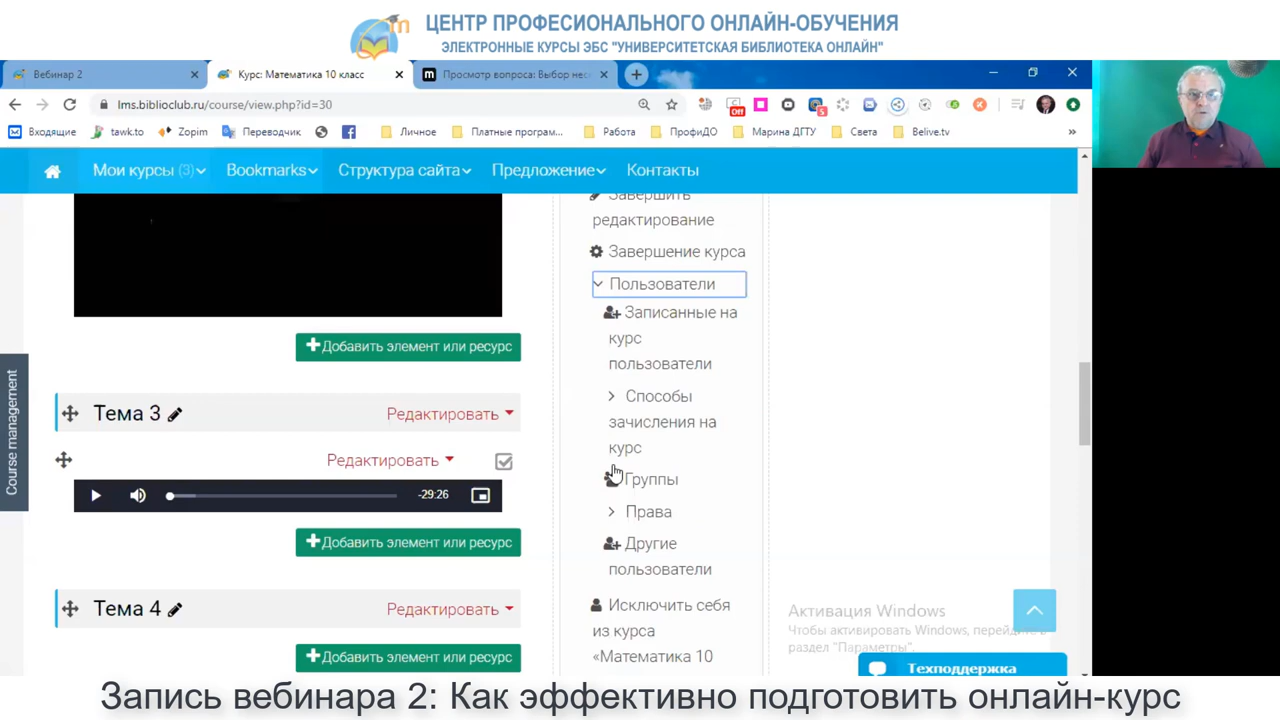 ЦЕНТР ПРОФЕСИОНАЛЬНОГО ОНЛАЙН-ОБУЧЕНИЯ
ЭЛЕКТРОННЫЕ КУРСЫ ЭБС "УНИВЕРСИТЕТСКАЯ БИБЛИОТЕКА ОНЛАЙН"
Вебинар 2
Курс: Математика 10 класс
Просмотр вопроса: Выбор нес
lms.biblioclub.ru/course/view.php?id=30
Off
5
Входящие
tawk.to
Zopim
Переводчик
Личное
Платные програм...
Работа
ПрофиДО
Марина ДГТУ
Света
Belive.tv
»
Мои курсы (3)
Bookmarks
Структура сайта
Предложение
Контакты
Завершить
редактирование
Завершение курса
Пользователи
Записанные на
курс
пользователи
Способы
зачисления на
курс
Группы
Права
Другие
пользователи
Исключить себя
из курса
«Математика 10
Добавить элемент или ресурс
Тема 3
Редактировать
Редактировать
-29:26
Добавить элемент или ресурс
Тема 4
Редактировать
Добавить элемент или ресурс
Course management
Активация Windows
Чтобы активировать Windows, перейдите в
раздел "Параметры".
Техподдержка
Запись вебинара 2: Как эффективно подготовить онлайн-курс